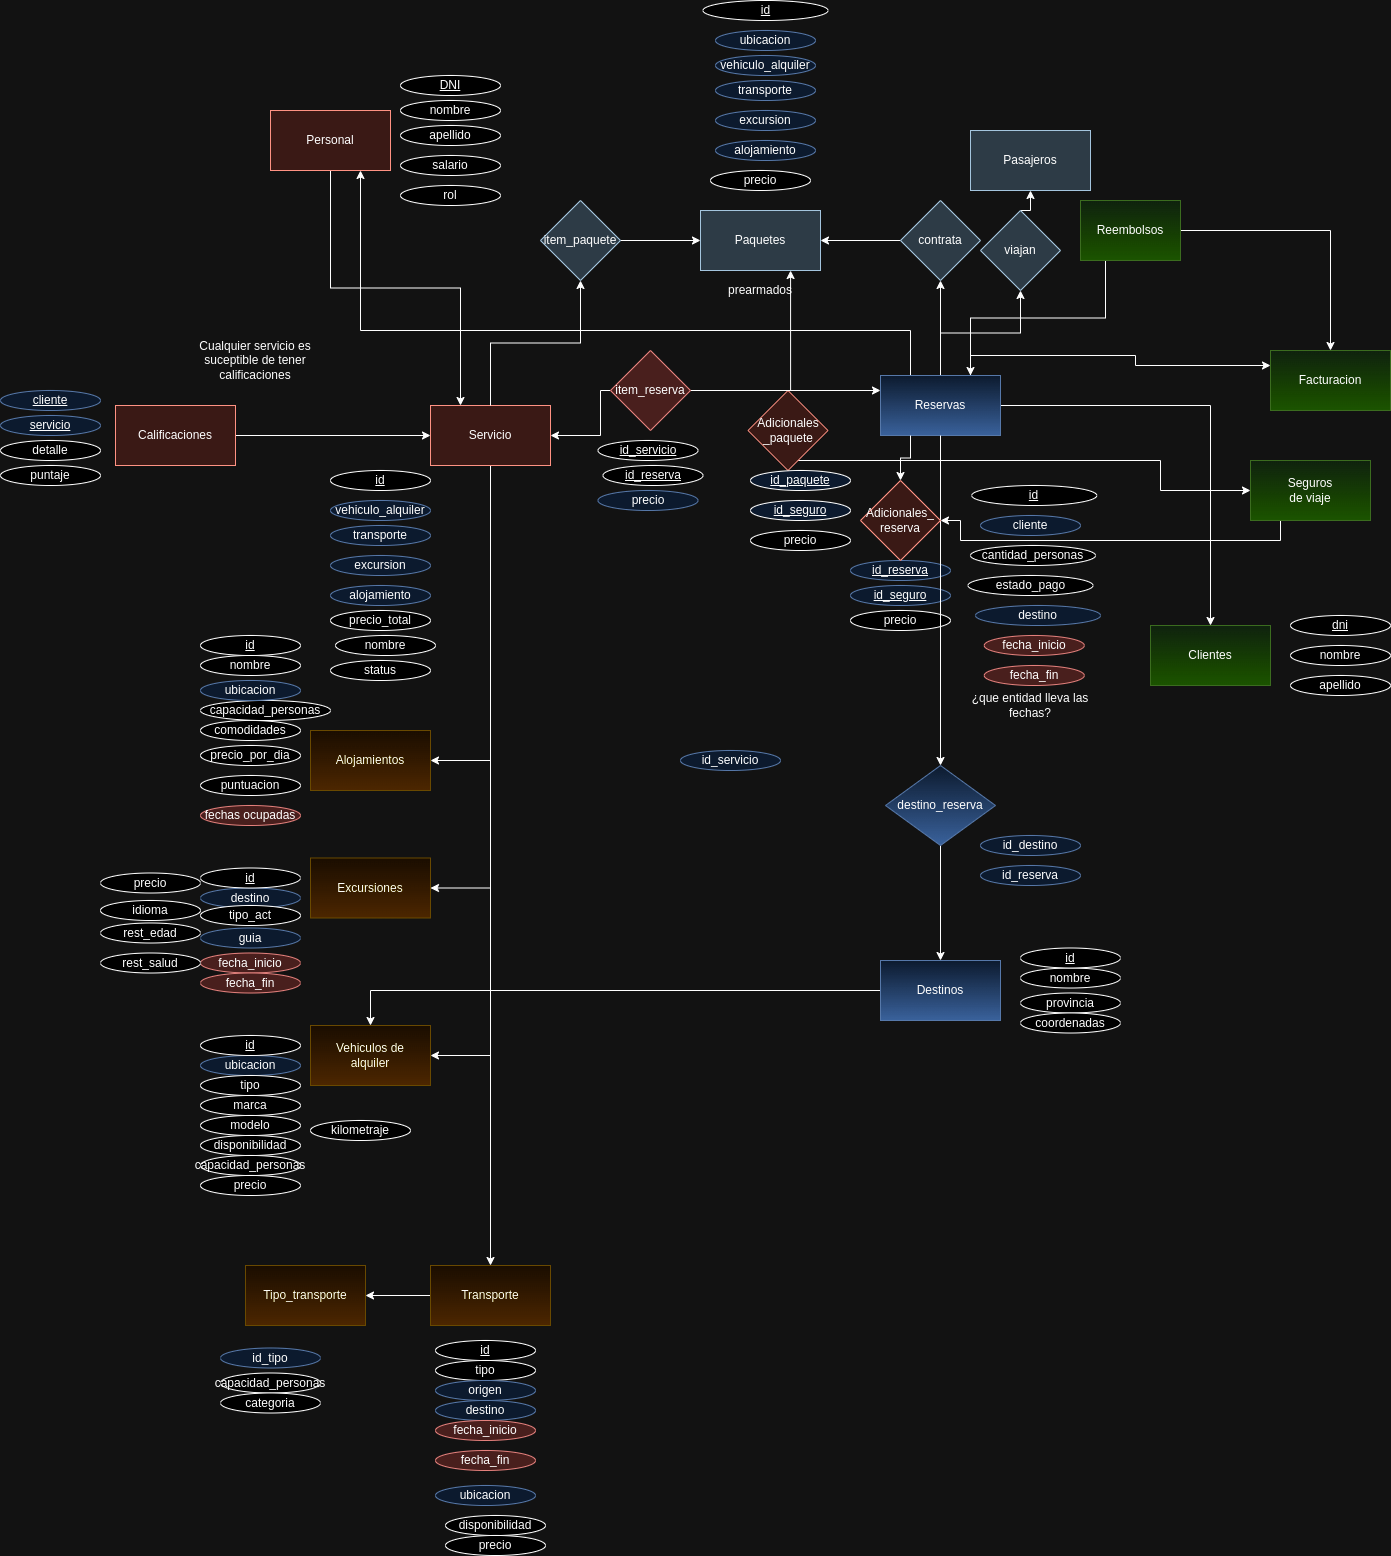 id
ubicacion
vehiculo_alquiler
transporte
excursion
alojamiento
precio
DNI
nombre
apellido
salario
rol
Personal
Pasajeros
Reembolsos
item_paquete
Paquetes
contrata
viajan
prearmados
Cualquier servicio es
suceptible de tener
calificaciones
Facturacion
cliente
servicio
detalle
puntaje
Calificaciones
Servicio
item_reserva
Reservas
Adicionales
_paquete
id_servicio
id_reserva
precio
id_paquete
id_seguro
precio
Seguros
de viaje
Adicionales_
reserva
id_reserva
id_seguro
precio
id
cliente
cantidad_personas
estado_pago
destino
fecha_inicio
fecha_fin
¿que entidad lleva las
fechas?
Clientes
dni
nombre
apellido
id
vehiculo_alquiler
transporte
excursion
alojamiento
precio_total
nombre
status
id
nombre
ubicacion
capacidad_personas
comodidades
precio_por_dia
puntuacion
fechas ocupadas
Alojamientos
id_servicio
destino_reserva
id_destino
id_reserva
precio
idioma
rest_edad
rest_salud
id
destino
tipo_act
guia
fecha_inicio
fecha_fin
Excursiones
Destinos
id
nombre
provincia
coordenadas
id
ubicacion
tipo
marca
modelo
disponibilidad
capacidad_personas
precio
Vehiculos de
alquiler
kilometraje
Tipo_transporte
Transporte
id_tipo
capacidad_personas
categoria
id
tipo
origen
destino
fecha_inicio
fecha_fin
ubicacion
disponibilidad
precio